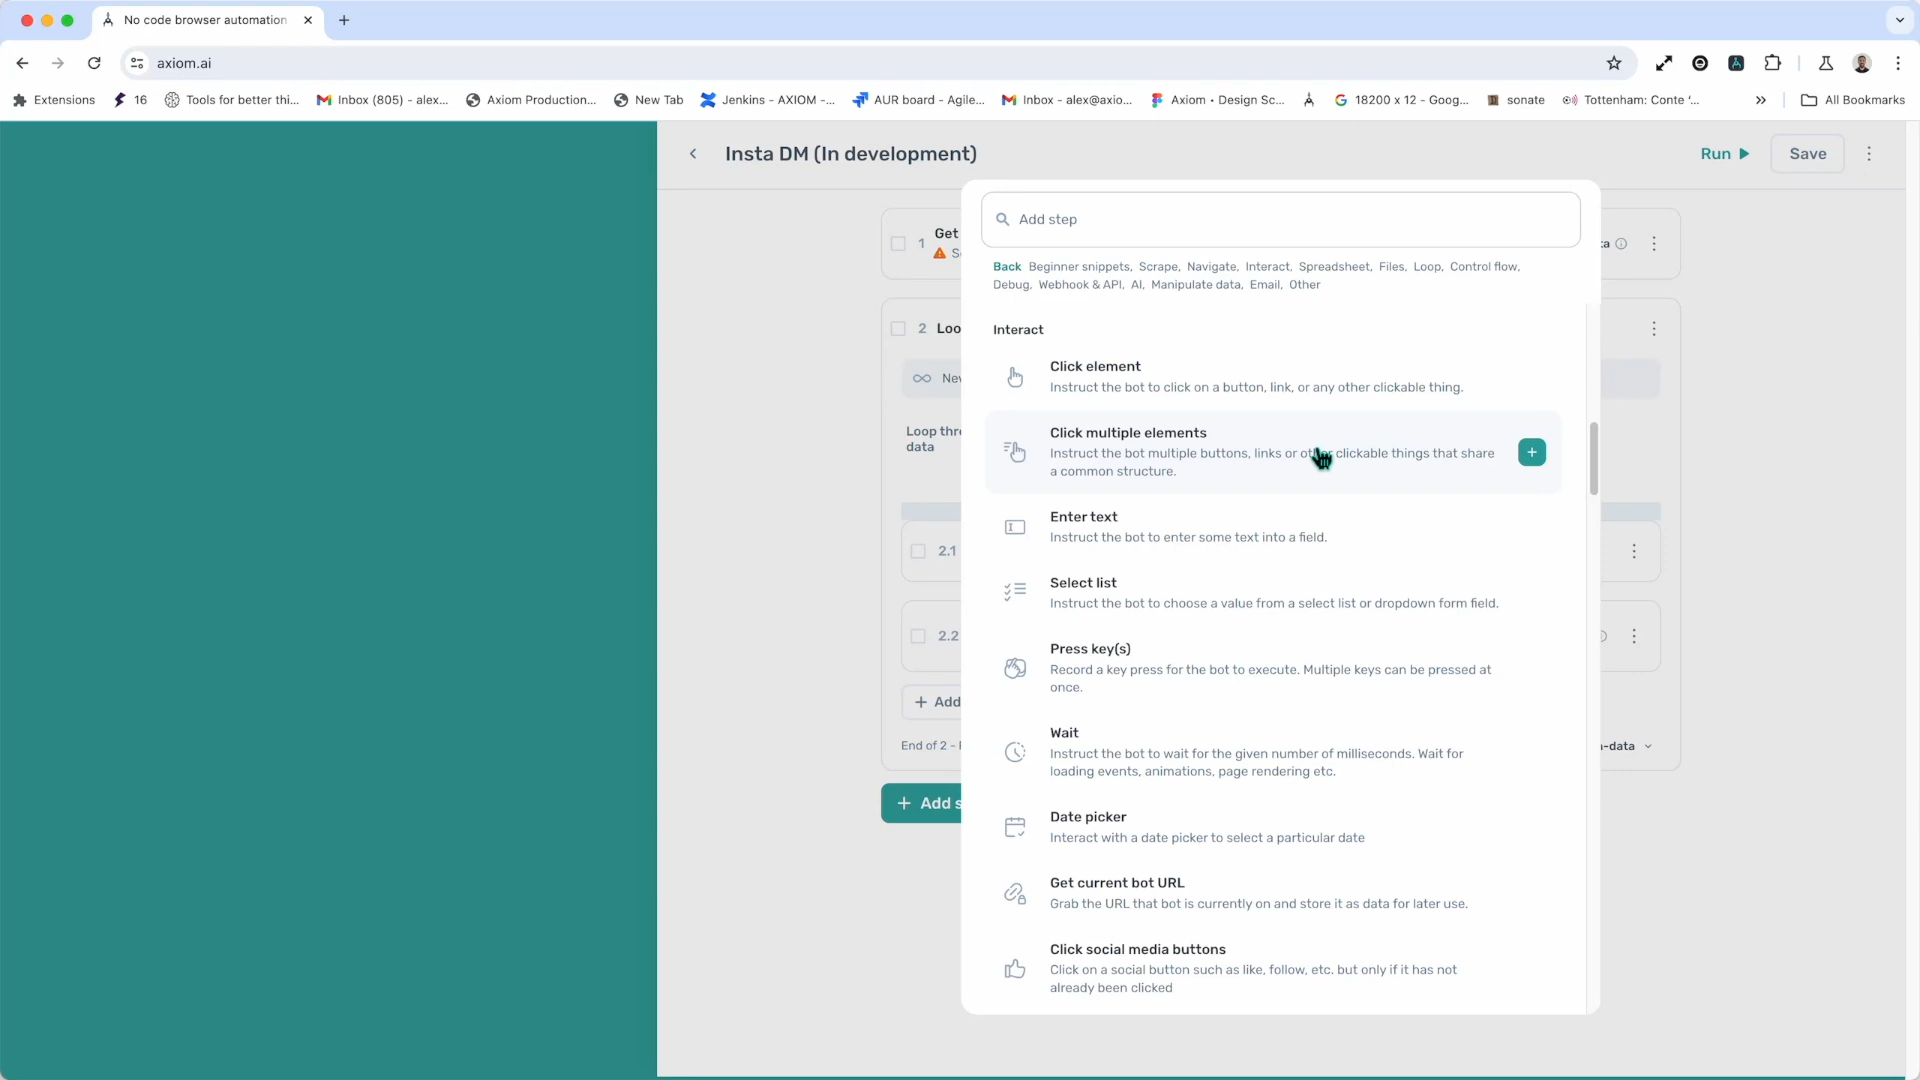 No code browser automation
axiom.ai
Extensions
16
Tools for better thi...
Inbox (805) - alex...
Axiom Production...
New Tab
Jenkins - AXIOM -...
AUR board - Agile...
Inbox - alex@axio...
Axiom • Design Sc...
18200 x 12 - Goog...
sonate
Tottenham: Conte ‘...
All Bookmarks
Insta DM (In development)
Run
Save
Add step
Back Beginner snippets, Scrape, Navigate, Interact, Spreadsheet, Files, Loop, Control flow,
Debug, Webhook & API, AI, Manipulate data, Email, Other
1 Get
2 Loo
Loop thr
data
2.1
2.2
+ Add
End of 2 -
-data
+ Add s
Interact
Click element
Instruct the bot to click on a button, link, or any other clickable thing.
Click multiple elements
Instruct the bot multiple buttons, links or other clickable things that share
a common structure.
Enter text
Instruct the bot to enter some text into a field.
Select list
Instruct the bot to choose a value from a select list or dropdown form field.
Press key(s)
Record a key press for the bot to execute. Multiple keys can be pressed at
once.
Wait
Instruct the bot to wait for the given number of milliseconds. Wait for
loading events, animations, page rendering etc.
Date picker
Interact with a date picker to select a particular date
Get current bot URL
Grab the URL that bot is currently on and store it as data for later use.
Click social media buttons
Click on a social button such as like, follow, etc. but only if it has not
already been clicked